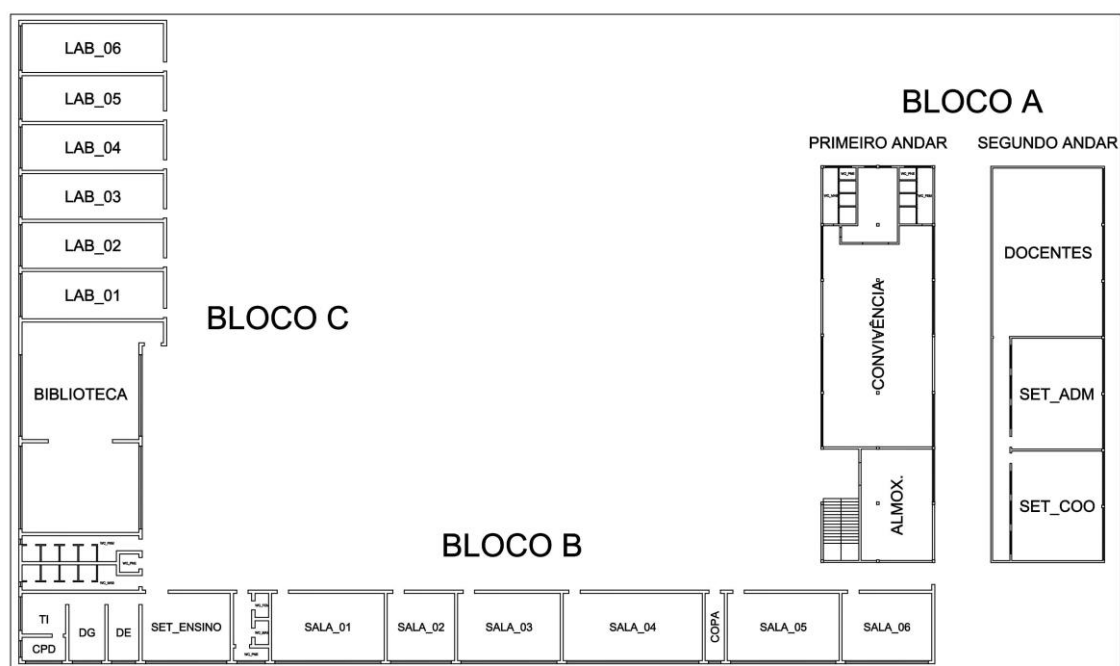 LAB_06
LAB_05
LAB_04
LAB_03
LAB_02
LAB_01
BLOCO C
BIBLIOTECA
BLOCO A
PRIMEIRO ANDAR
SEGUNDO ANDAR
CONVIVÊNCIA
ALMOX.
DOCENTES
SET_ADM
SET_COO
BLOCO B
TI
CPD
DG
DE
SET_ENSINO
SALA_01
SALA_02
SALA_03
SALA_04
COPA
SALA_05
SALA_06